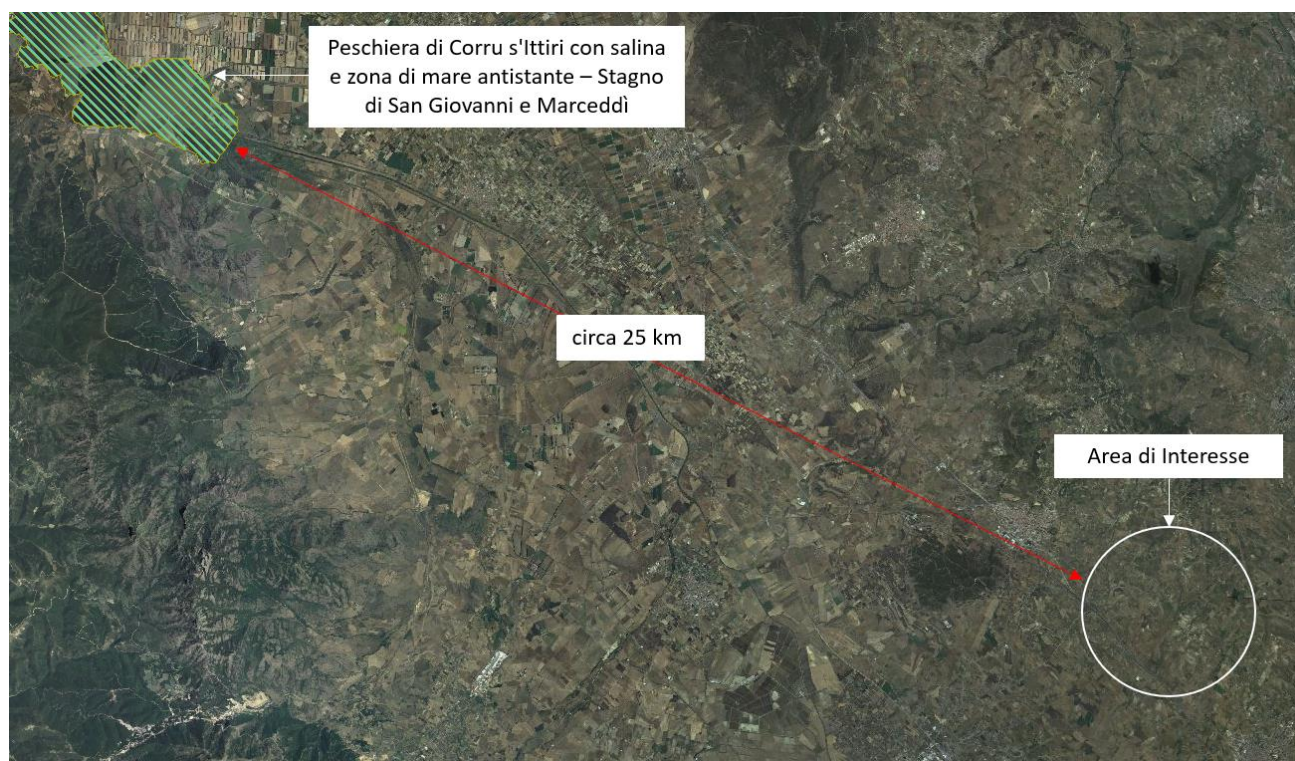 Peschiera di Corru s'Ittiri con salina
e zona di mare antistante – Stagno
di San Giovanni e Marceddì
circa 25 km
Area di Interesse